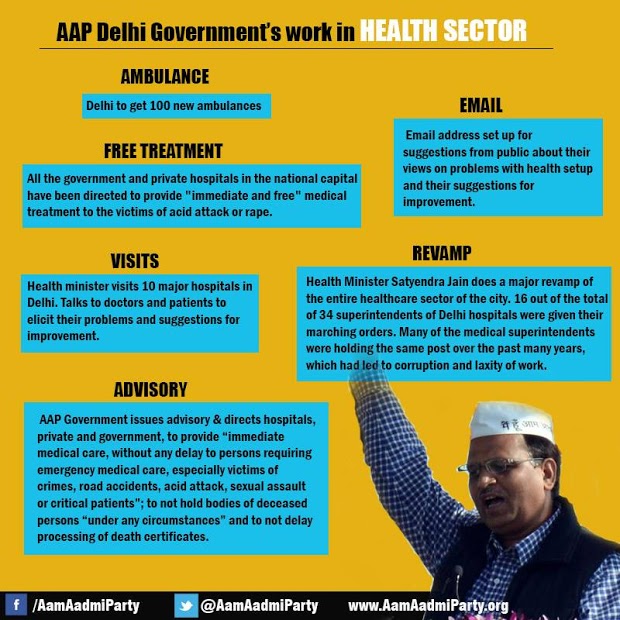 AAP Delhi Government's work in HEALTH SECTOR
AMBULANCE
Delhi to get 100 new ambulances
FREE TREATMENT
All the government and private hospitals in the national capital
have been directed to provide "immediate and free" medical
treatment to the victims of acid attack or rape.
EMAIL
Email address set up for
suggestions from public about their
views on problems with health setup
and their suggestions for
improvement.
VISITS
Health minister visits 10 major hospitals in
Delhi. Talks to doctors and patients to
elicit their problems and suggestions for
improvement.
REVAMP
Health Minister Satyendra Jain does a major revamp of
the entire healthcare sector of the city. 16 out of the total
of 34 superintendents of Delhi hospitals were given their
marching orders. Many of the medical superintendents
were holding the same post over the past many years,
which had led to corruption and laxity of work.
ADVISORY
AAP Government issues advisory & directs hospitals,
private and government, to provide “immediate
medical care, without any delay to persons requiring
emergency medical care, especially victims of
crimes, road accidents, acid attack, sexual assault
or critical patients”; to not hold bodies of deceased
persons “under any circumstances” and to not delay
processing of death certificates.
हूँ आम
f /AamAadmiParty @AamAadmiParty www.AamAadmiParty.org